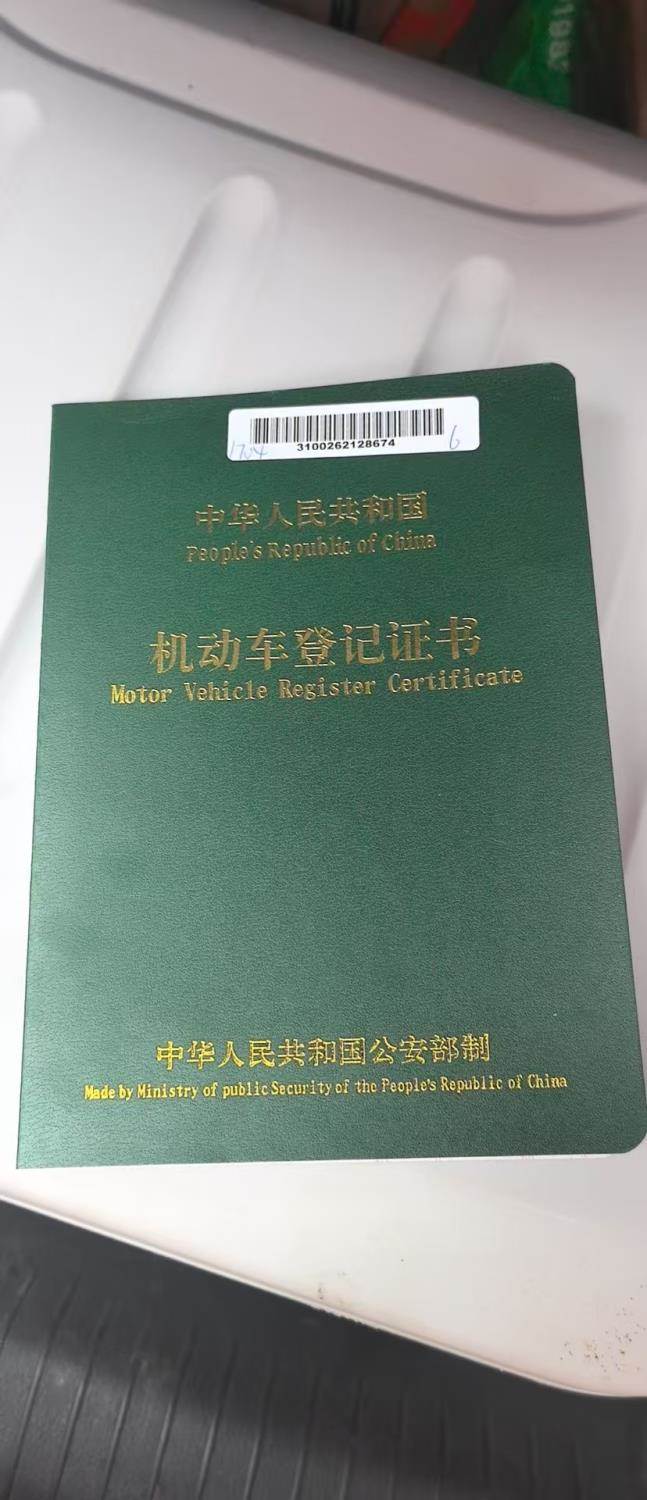 3100262128674
6
中华人民共和国
People's Republic of China
机动车登记证书
Motor Vehicle Register Certificate
中华人民共和国公安部制
Made by Ministry of public Security of the People's Republic of China